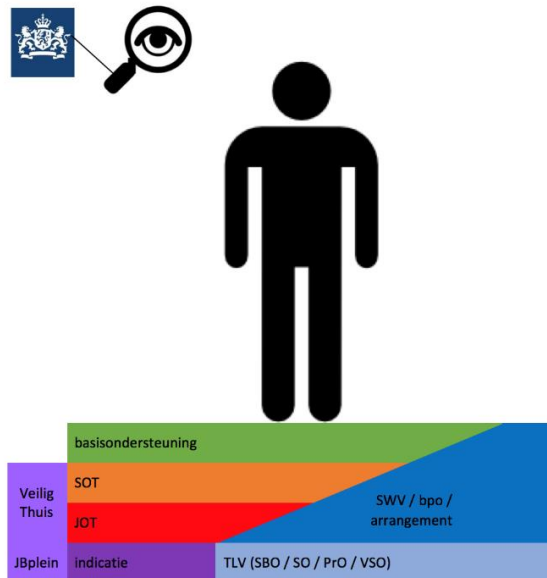 basisondersteuning
SOT
Veilig
Thuis
SWV / bpo /
arrangement
JOT
JBplein
indicatie
TLV (SBO / SO / PrO / VSO)